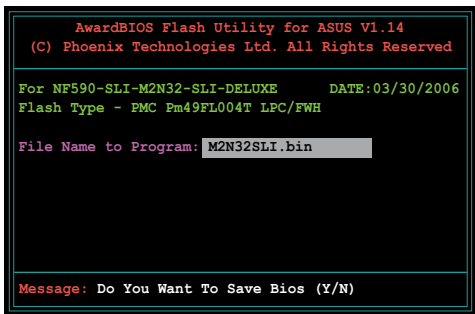 AwardBIOS Flash Utility for ASUS V1.14
(C) Phoenix Technologies Ltd. All Rights Reserved
For NF590-SLI-M2N32-SLI-DELUXE DATE:03/30/2006
Flash Type - PMC Pm49FL004T LPC/FWH
File Name to Program: M2N32SLI.bin
Message: Do You Want To Save Bios (Y/N)